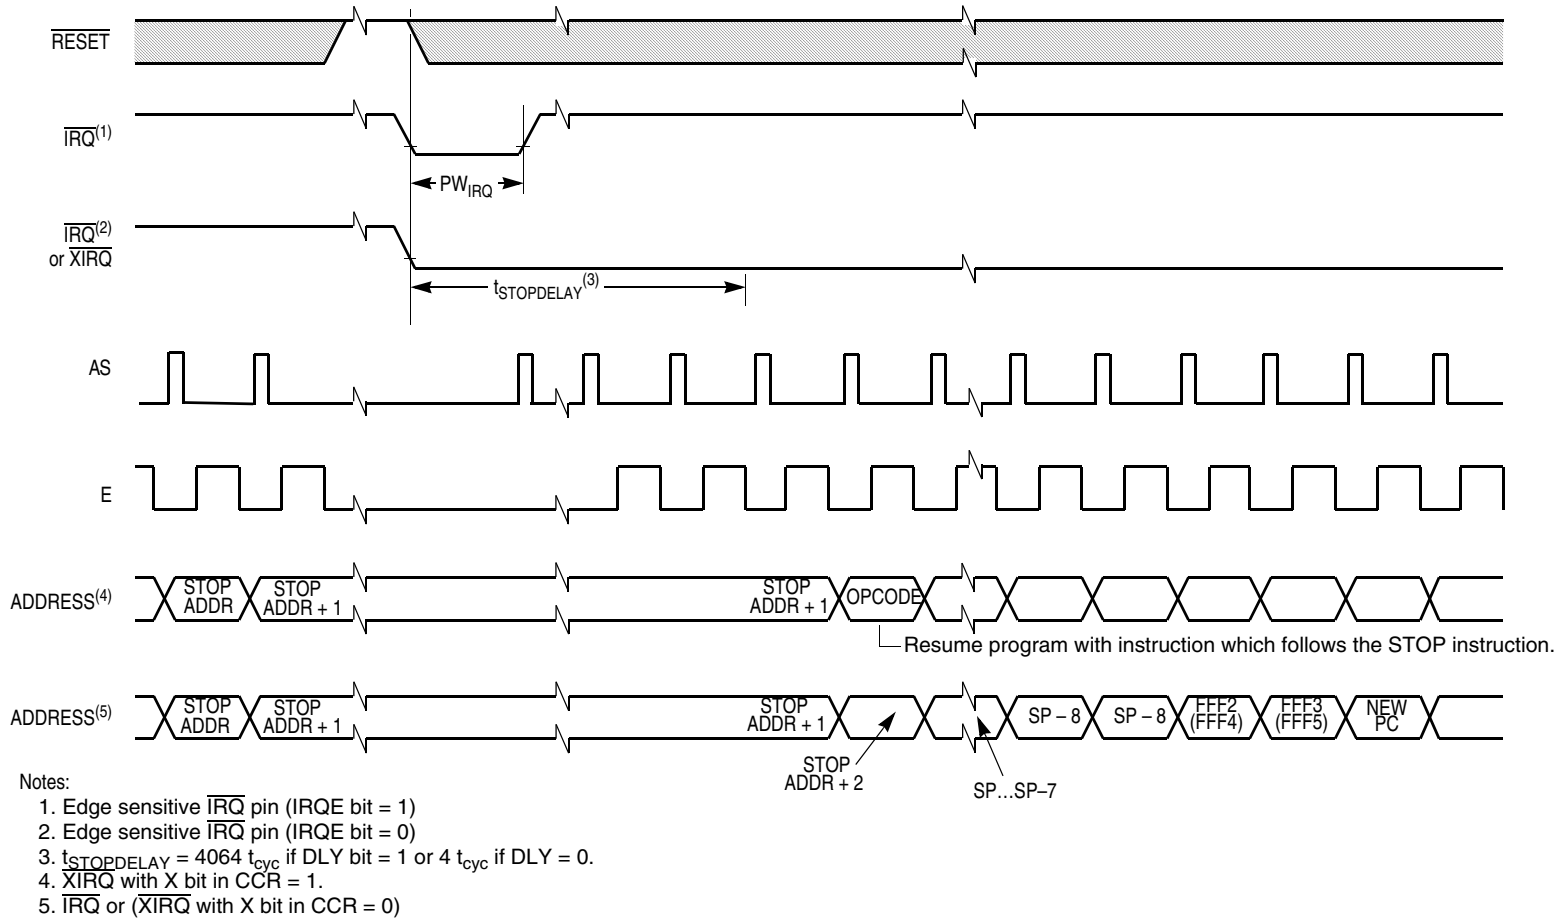 RESET
IRQ(1)
PWIRQ
IRQ(2)
or XIRQ
tSTOPDELAY(3)
AS
E
ADDRESS(4)
STOP
ADDR
STOP
ADDR + 1
STOP
ADDR + 1
OPCODE
Resume program with instruction which follows the STOP instruction.
ADDRESS(5)
STOP
ADDR
STOP
ADDR + 1
STOP
ADDR + 1
STOP
ADDR + 2
SP…SP–7
SP – 8
SP – 8
FFF2
(FFF4)
FFF3
(FFF5)
NEW
PC
Notes:
1. Edge sensitive IRQ pin (IRQE bit = 1)
2. Edge sensitive IRQ pin (IRQE bit = 0)
3. tSTOPDELAY = 4064 tcyc if DLY bit = 1 or 4 tcyc if DLY = 0.
4. XIRQ with X bit in CCR = 1.
5. IRQ or (XIRQ with X bit in CCR = 0)